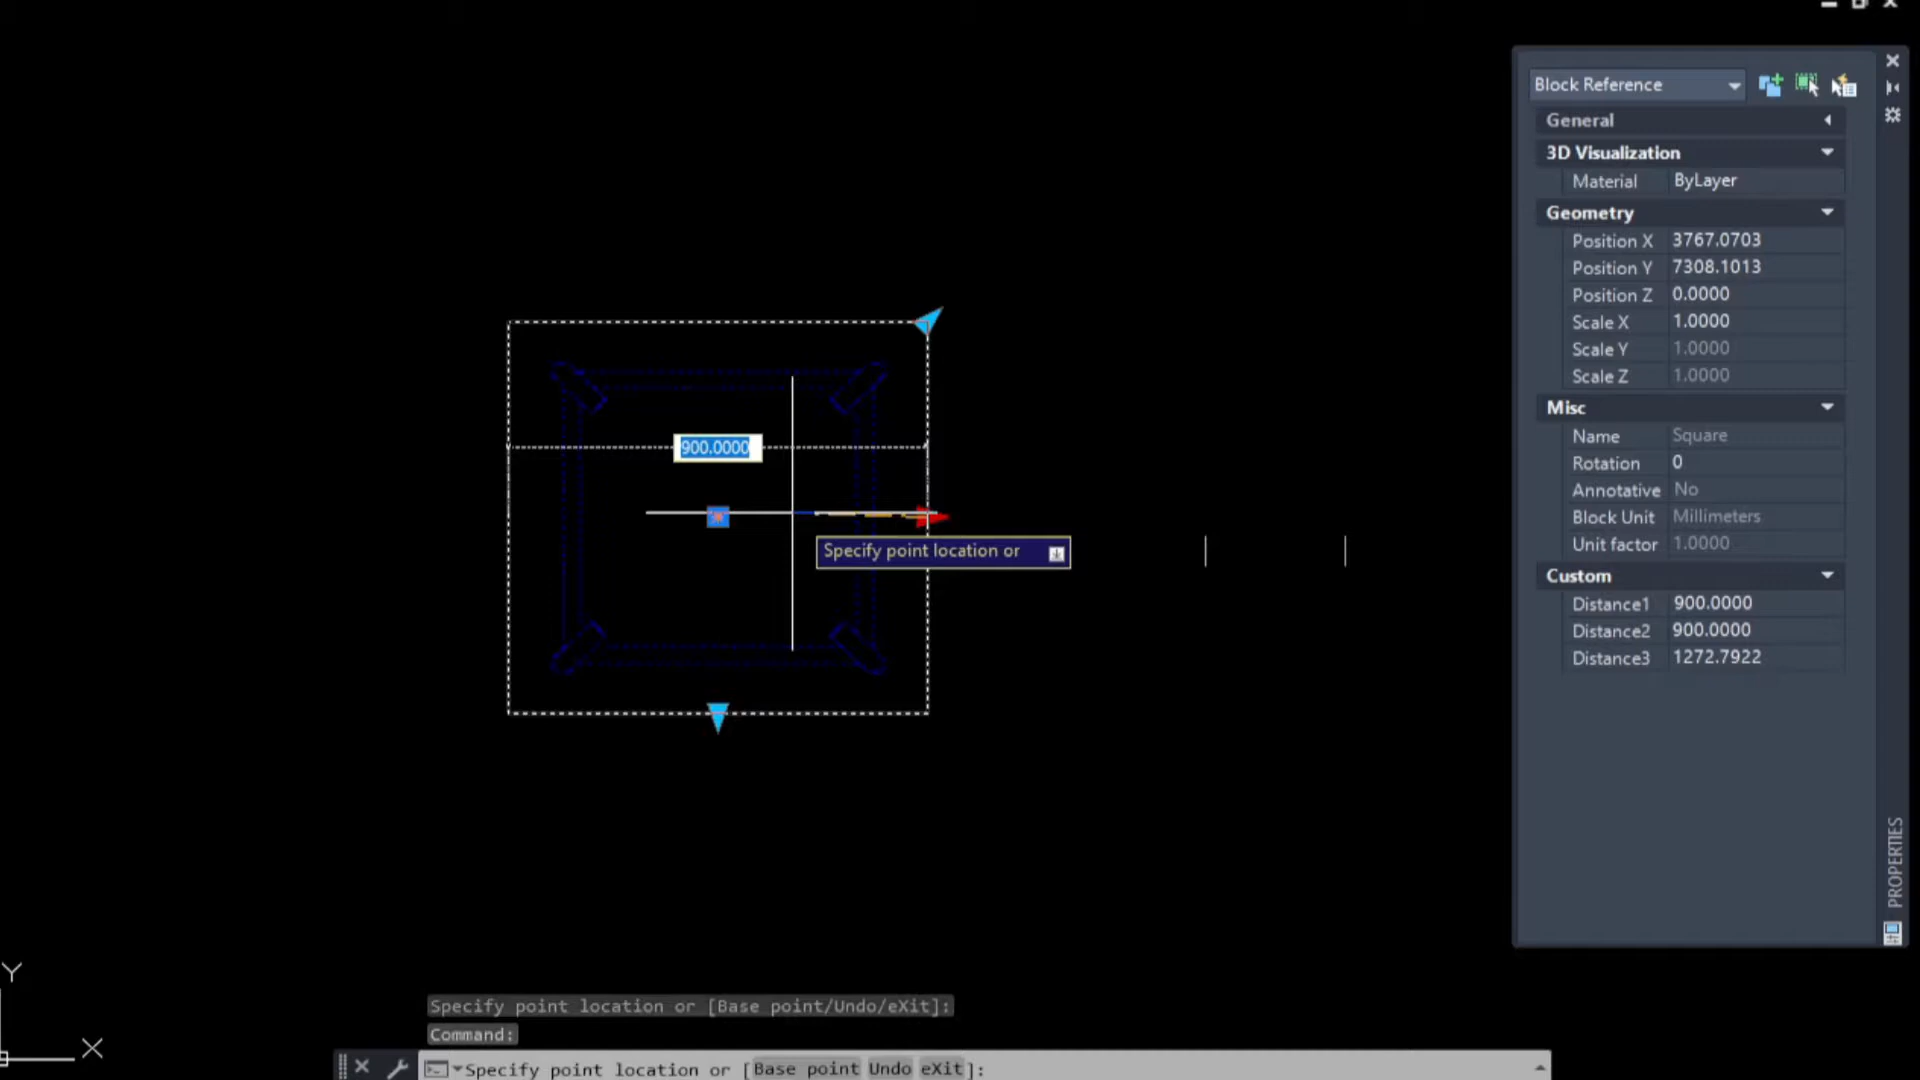 Block Reference
General
3D Visualization
Material ByLayer
Geometry
Position X 3767.0703
Position Y 7308.1013
Position Z 0.0000
Scale X 1.0000
Scale Y 1.0000
Scale Z 1.0000
Misc
Name Square
Rotation 0
Annotative No
Block Unit Millimeters
Unit factor 1.0000
Custom
Distance1 900.0000
Distance2 900.0000
Distance3 1272.7922
PROPERTIES
900.0000
Specify point location or
Y
X
Specify point location or [Base point/Undo/eXit]:
Command:
Specify point location or [Base point Undo eXit]: